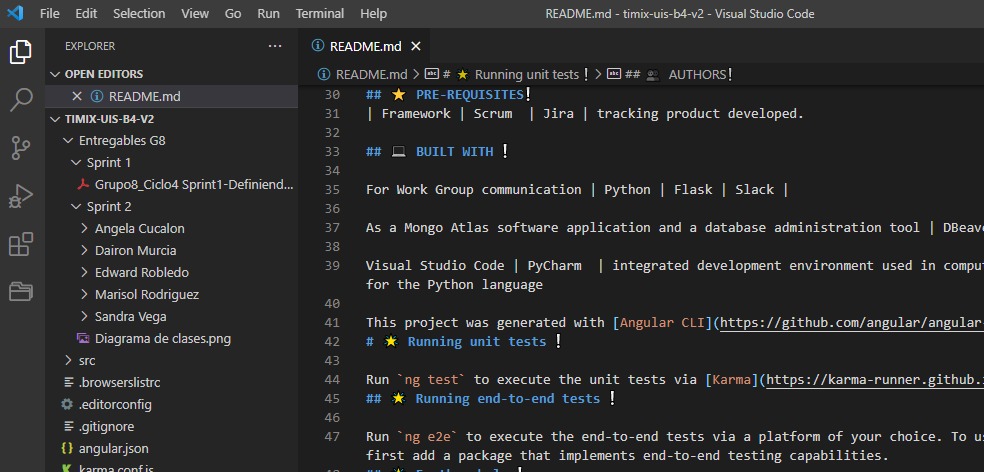 File Edit Selection View Go Run Terminal Help README.md - timix-uis-b4-v2 - Visual Studio Code
EXPLORER ···
OPEN EDITORS
README.md
TIMIX-UIS-B4-V2
Entregables G8
Sprint 1
Grupo8_Ciclo4 Sprint1-Definiend...
Sprint 2
Angela Cucalon
Dairon Murcia
Edward Robledo
Marisol Rodriguez
Sandra Vega
Diagrama de clases.png
src
.browserslistrc
.editorconfig
.gitignore
angular.json
karma.conf.js
README.md
README.md > # ⭐ Running unit tests ! > ## 👥 AUTHORS!
30 ## ⭐ PRE-REQUISITES!
31 | Framework | Scrum | Jira | tracking product developed.
32
33 ## 💻 BUILT WITH !
34
35 For Work Group communication | Python | Flask | Slack |
36
37 As a Mongo Atlas software application and a database administration tool | DBeave
38
39 Visual Studio Code | PyCharm | integrated development environment used in comput
for the Python language
40
41 This project was generated with [Angular CLI](https://github.com/angular/angular-
42 # ⭐ Running unit tests !
43
44 Run `ng test` to execute the unit tests via [Karma](https://karma-runner.github.i
45 ## ⭐ Running end-to-end tests !
46
47 Run `ng e2e` to execute the end-to-end tests via a platform of your choice. To us
first add a package that implements end-to-end testing capabilities.